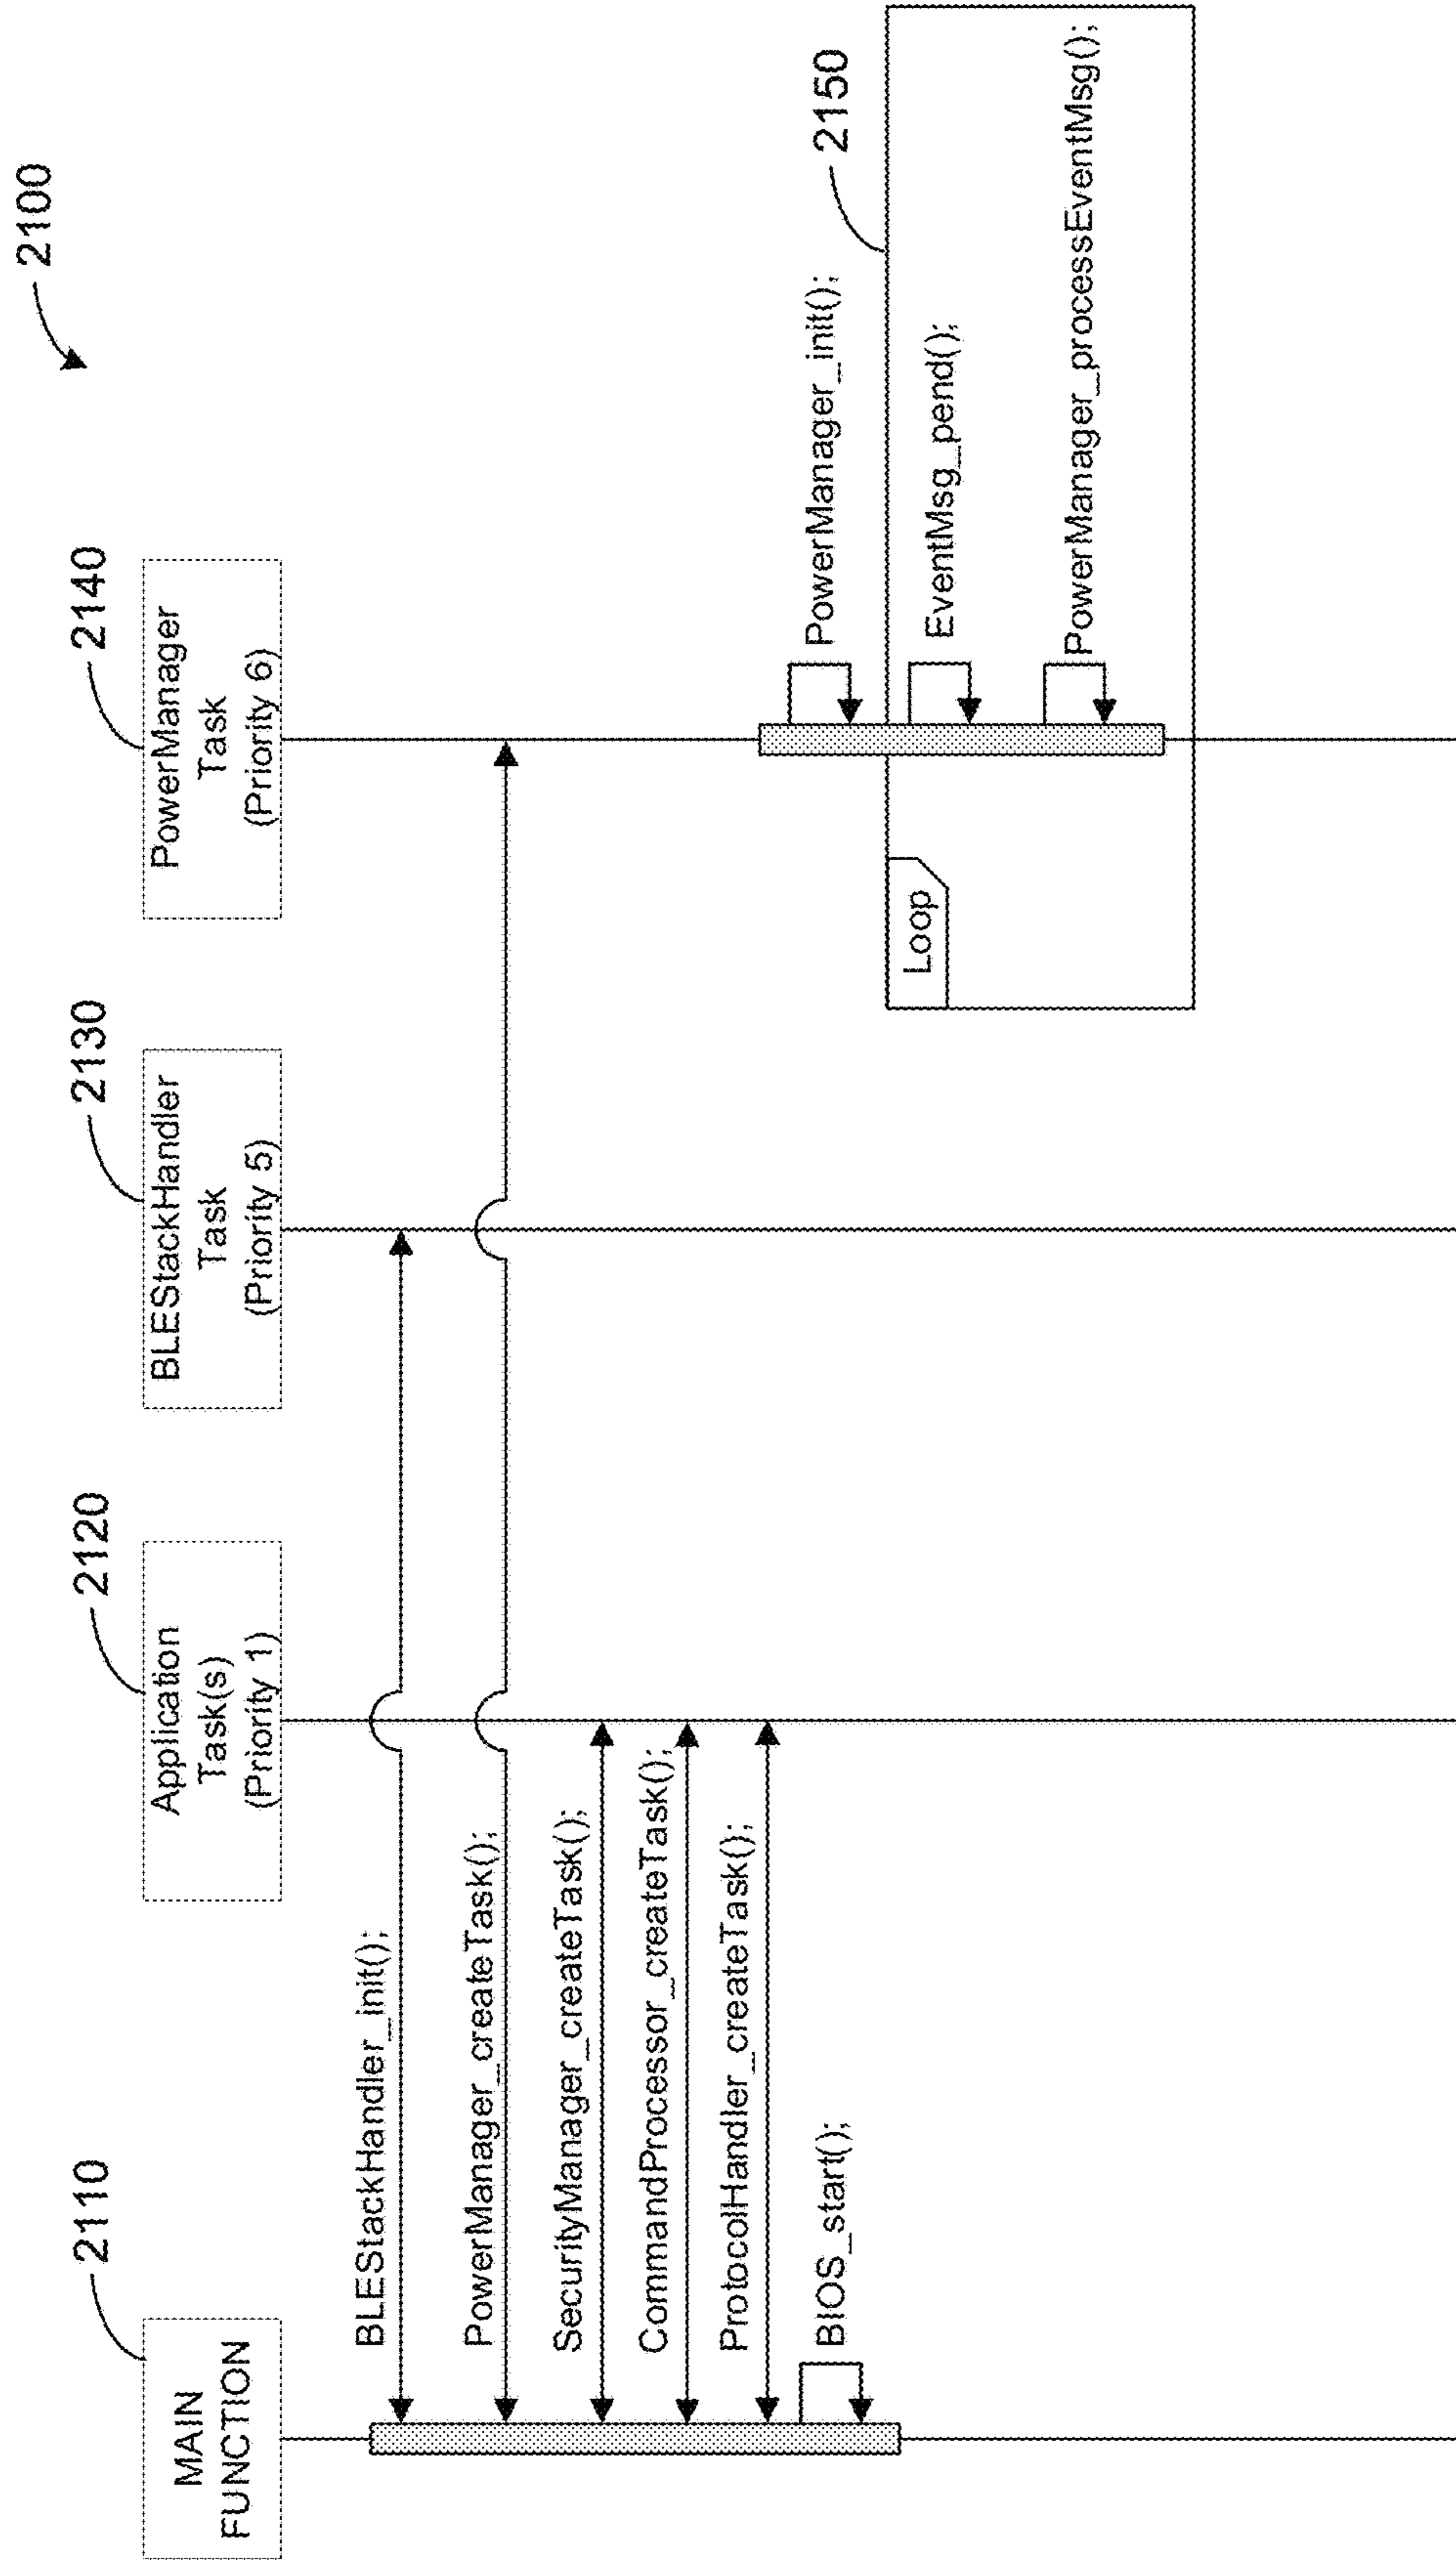 2100
2110
MAIN
FUNCTION
2120
Application
Task(s)
(Priority 1)
2130
BLEStackHandler
Task
(Priority 5)
2140
PowerManager
Task
(Priority 6)
BLEStackHandler_init();
PowerManager_createTask();
SecurityManager_createTask();
CommandProcessor_createTask();
ProtocolHandler_createTask();
BIOS_start();
PowerManager_init();
2150
Loop
EventMsg_pend();
PowerManager_processEventMsg();